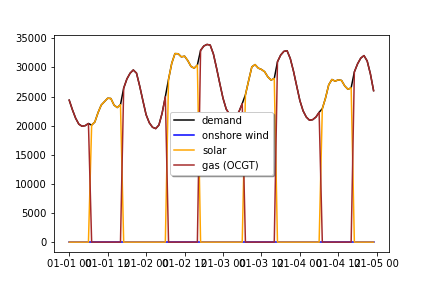 35000
30000
25000
20000
15000
10000
5000
0
demand
onshore wind
solar
gas (OCGT)
01-01 00 01-01 12 01-02 00 01-02 12 01-03 00 01-03 12 01-04 00 01-04 12 01-05 00